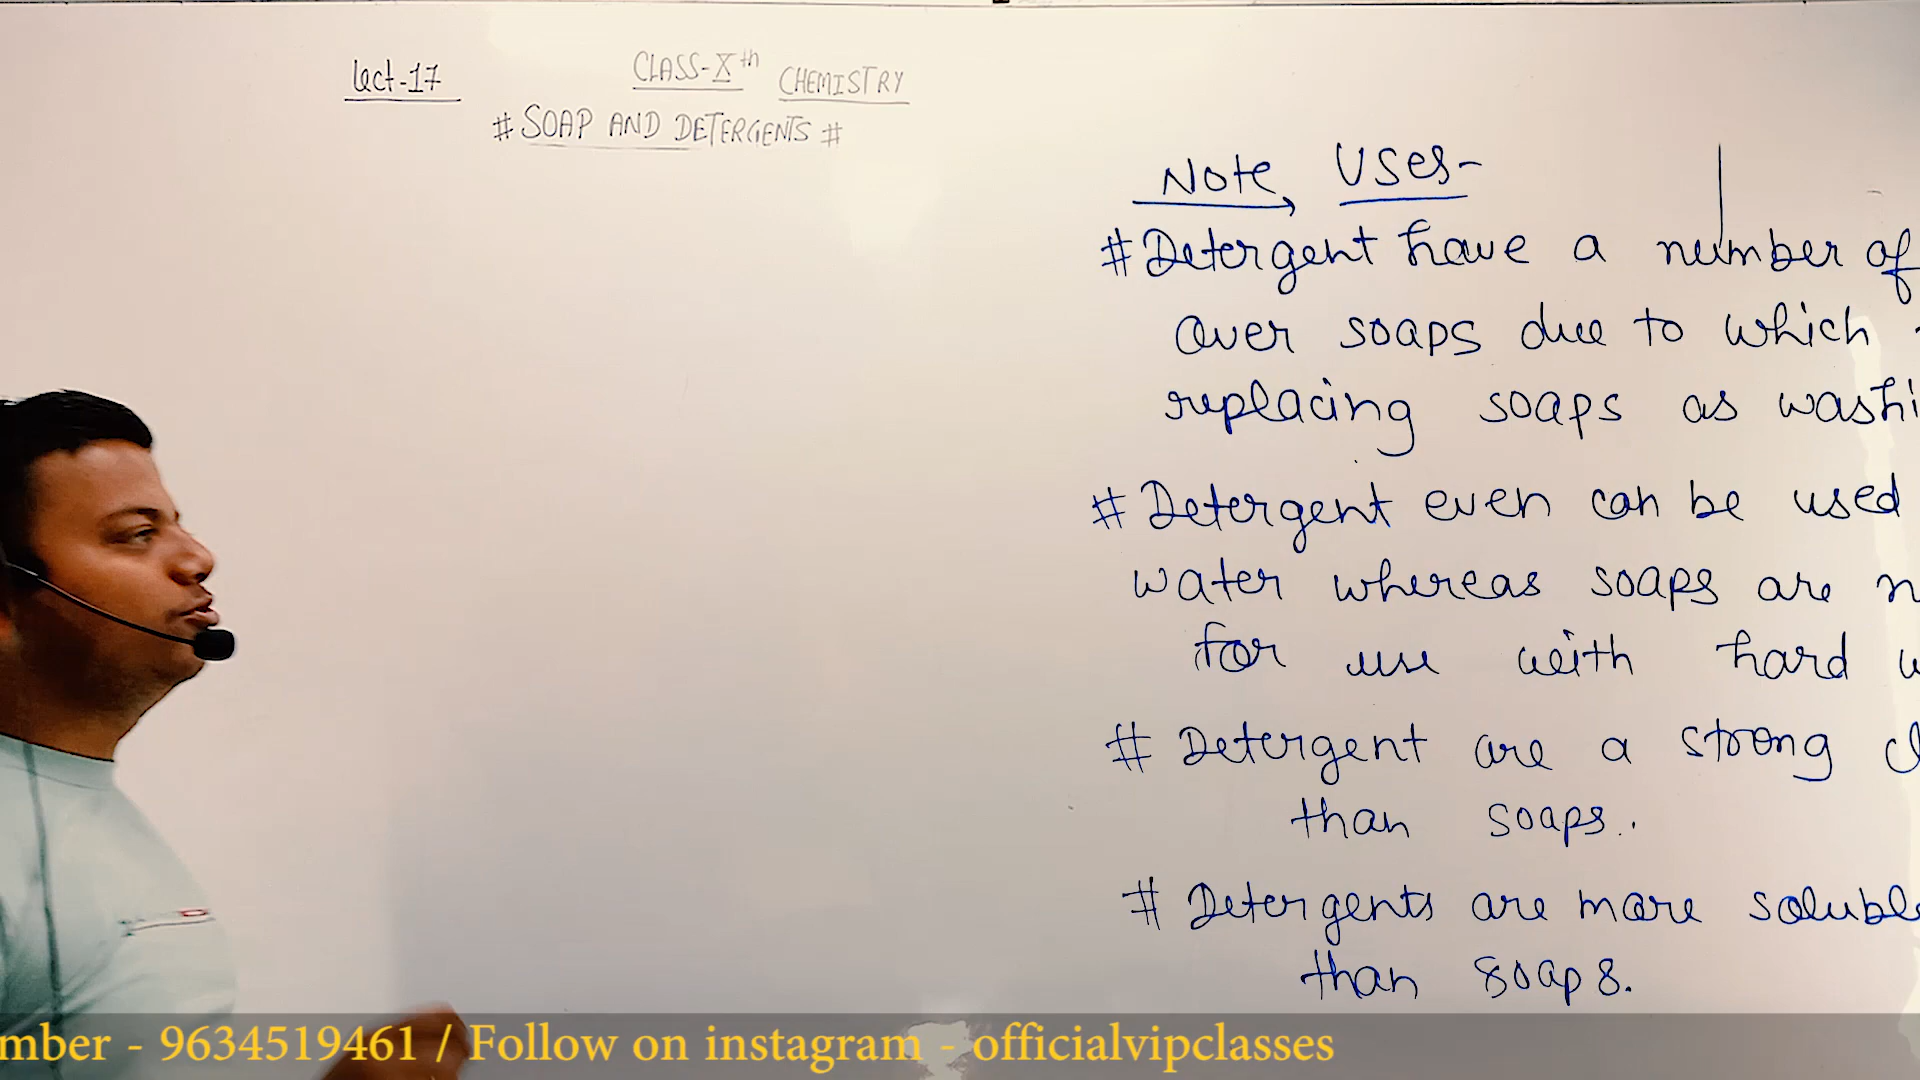 Lect-17
CLASS-Xth CHEMISTRY
# SOAP AND DETERGENTS #
Note, Uses-
# Detergent have a number of
over soaps due to which
replacing soaps as washi
# Detergent even can be used
water whereas soaps are n
for use with hard w
# Detergent are a strong cl
than soaps.
# Detergents are more soluble
than soaps.
mber - 9634519461 / Follow on instagram - officialvipclasses